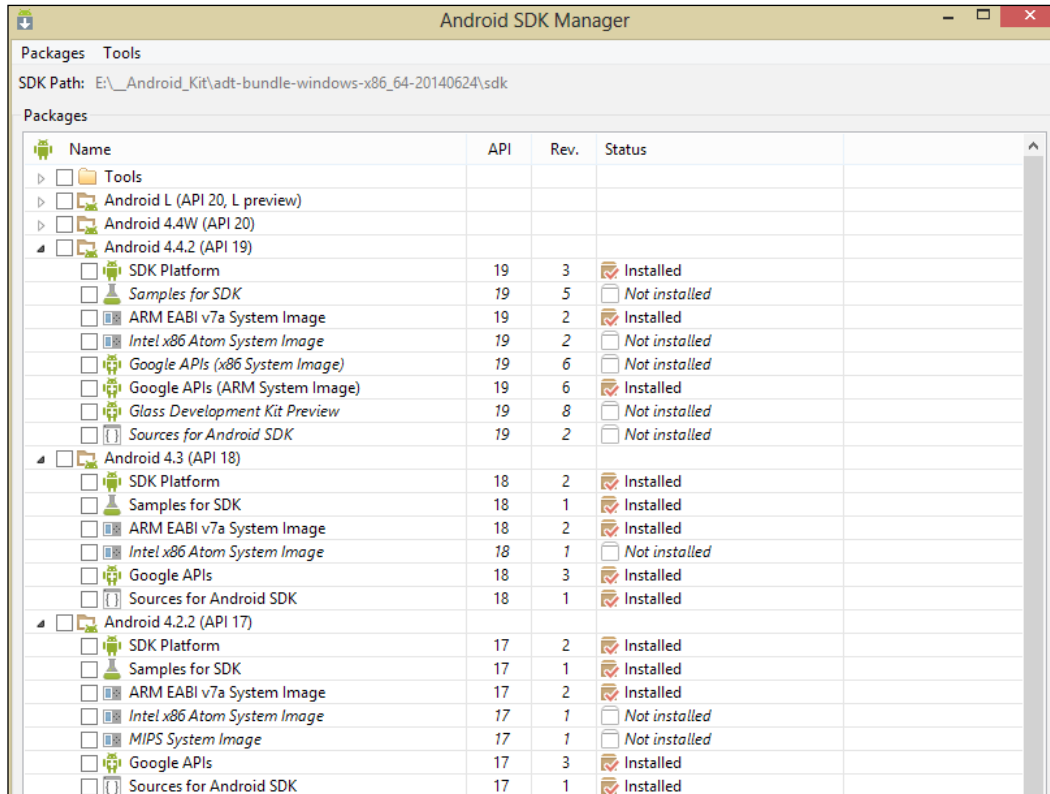 Android SDK Manager
Packages Tools
SDK Path: E:\_Android_Kit\adt-bundle-windows-x86_64-20140624\sdk
Packages
Name API Rev. Status
Tools
Android L (API 20, L preview)
Android 4.4W (API 20)
Android 4.4.2 (API 19)
SDK Platform 19 3 Installed
Samples for SDK 19 5 Not installed
ARM EABI v7a System Image 19 2 Installed
Intel x86 Atom System Image 19 2 Not installed
Google APIs (x86 System Image) 19 6 Not installed
Google APIs (ARM System Image) 19 6 Installed
Glass Development Kit Preview 19 8 Not installed
Sources for Android SDK 19 2 Not installed
Android 4.3 (API 18)
SDK Platform 18 2 Installed
Samples for SDK 18 1 Installed
ARM EABI v7a System Image 18 2 Installed
Intel x86 Atom System Image 18 1 Not installed
Google APIs 18 3 Installed
Sources for Android SDK 18 1 Installed
Android 4.2.2 (API 17)
SDK Platform 17 2 Installed
Samples for SDK 17 1 Installed
ARM EABI v7a System Image 17 2 Installed
Intel x86 Atom System Image 17 1 Not installed
MIPS System Image 17 1 Not installed
Google APIs 17 3 Installed
Sources for Android SDK 17 1 Installed